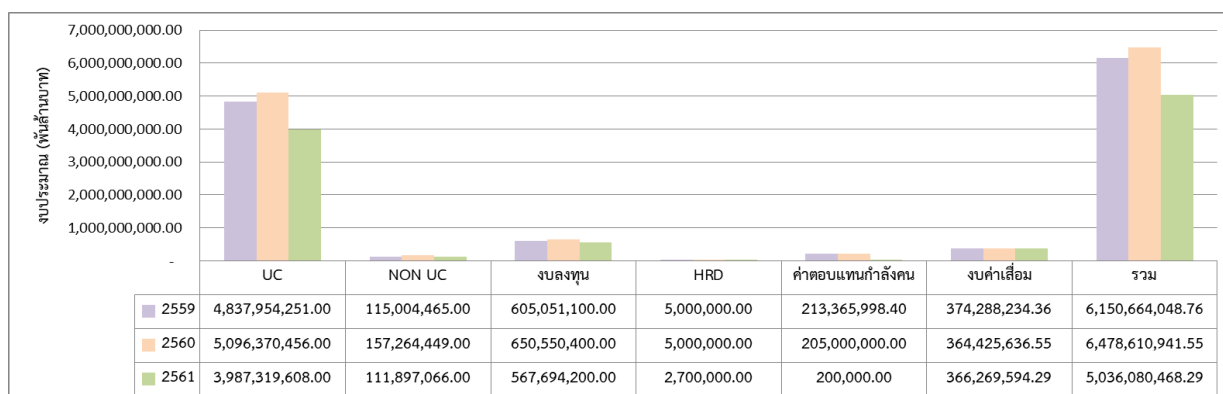 งบประมาณ (พันล้านบาท)
7,000,000,000.00
6,000,000,000.00
5,000,000,000.00
4,000,000,000.00
3,000,000,000.00
2,000,000,000.00
1,000,000,000.00
-
UC NON UC งบลงทุน HRD ค่าตอบแทนกำลังคน งบค่าเสื่อม รวม
2559 4,837,954,251.00 115,004,465.00 605,051,100.00 5,000,000.00 213,365,998.40 374,288,234.36 6,150,664,048.76
2560 5,096,370,456.00 157,264,449.00 650,550,400.00 5,000,000.00 205,000,000.00 364,425,636.55 6,478,610,941.55
2561 3,987,319,608.00 111,897,066.00 567,694,200.00 2,700,000.00 200,000.00 366,269,594.29 5,036,080,468.29